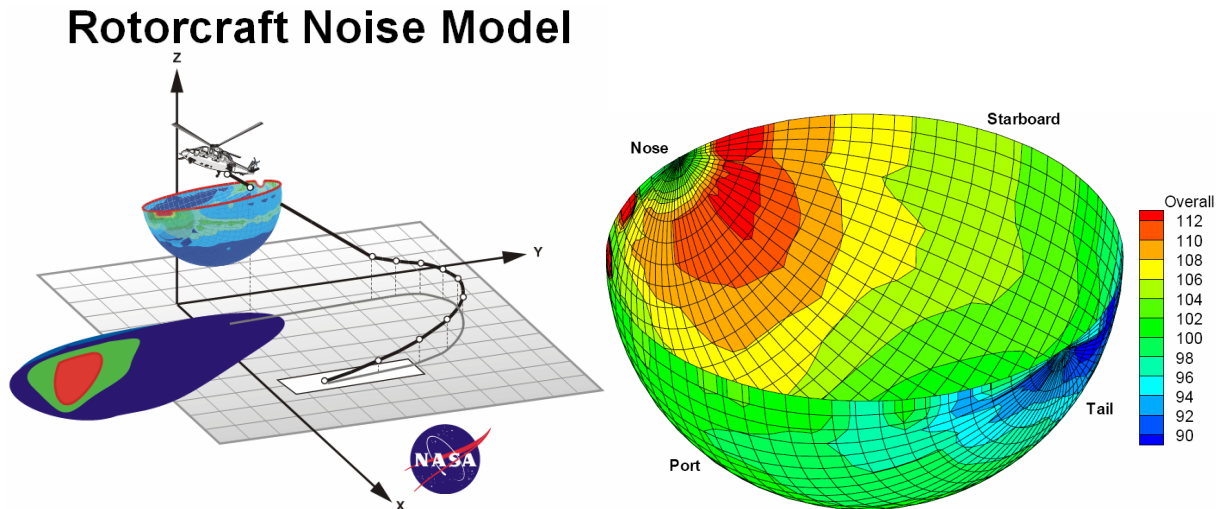 Rotorcraft Noise Model
Z
Y
X
NASA
Nose
Starboard
Port
Tail
Overall
112
110
108
106
104
102
100
98
96
94
92
90